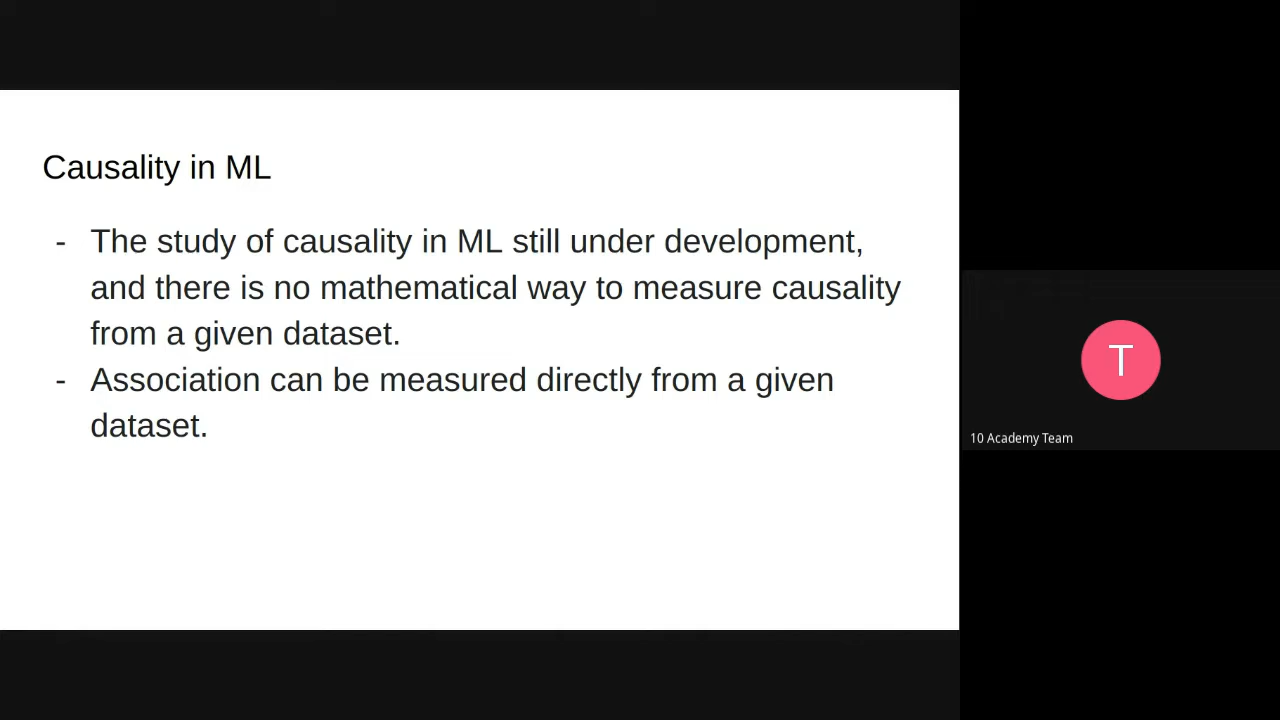 Causality in ML
- The study of causality in ML still under development,
and there is no mathematical way to measure causality
from a given dataset.
- Association can be measured directly from a given
dataset.
T
10 Academy Team